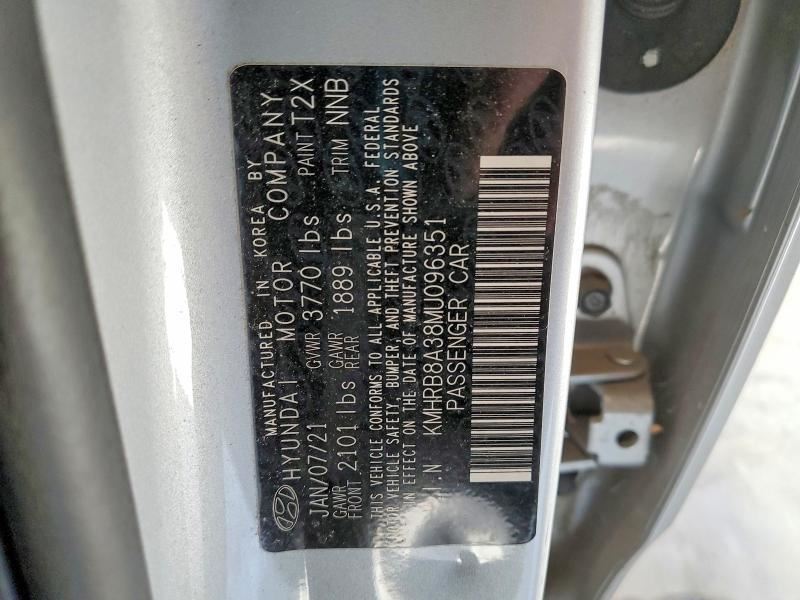 MANUFACTURED IN KOREA BY
HYUNDAI MOTOR COMPANY
JAN/07/21 GVWR 3770 lbs PAINT T2X
GAWR FRONT 2101 lbs GAWR REAR 1889 lbs TRIM NNB
THIS VEHICLE CONFORMS TO ALL APPLICABLE U.S.A. FEDERAL
VEHICLE SAFETY, BUMPER, AND THEFT PREVENTION STANDARDS
IN EFFECT ON THE DATE OF MANUFACTURE SHOWN ABOVE
I.N KMHRB8A38MU096351
PASSENGER CAR